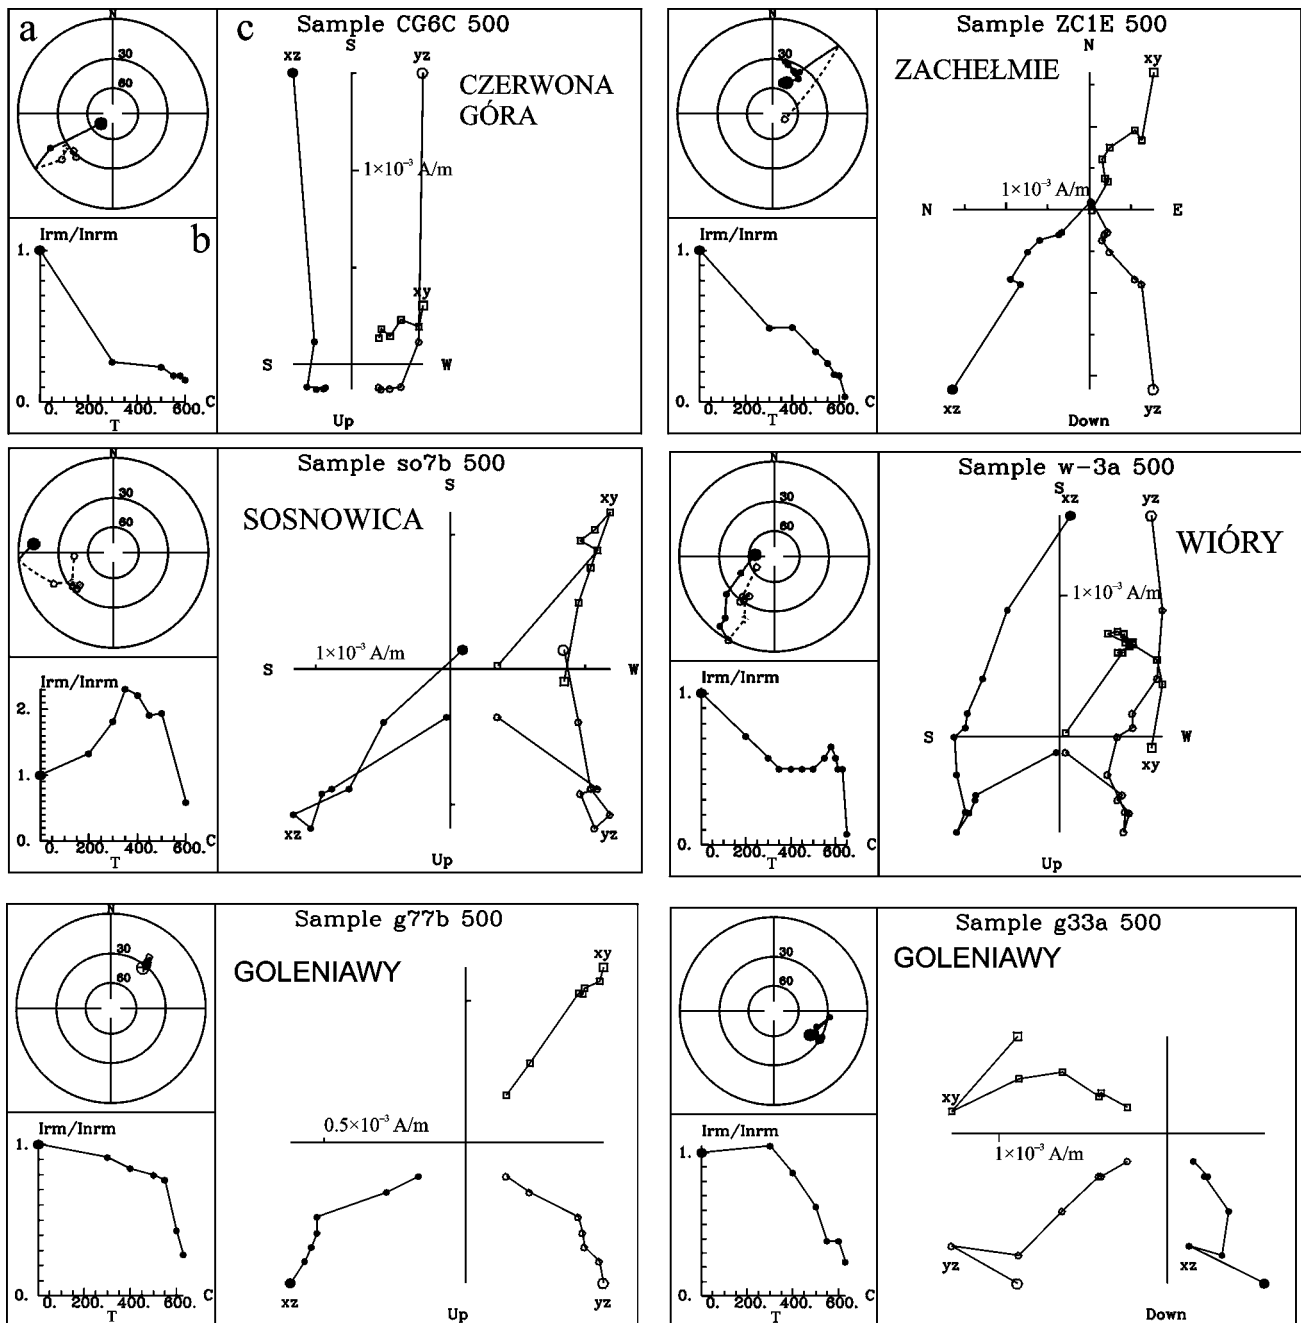 a
N
30
60
c
Sample CG6C 500
xz
S
yz
CZERWONA
GÓRA
1×10⁻³ A/m
xy
S
W
Up
b
Irm/Inrm
1.
0.
0. 200. 400. 600. C
T
Sample ZC1E 500
N
30
60
ZACHEŁMIE
N
xy
1×10⁻³ A/m
N
E
xz
yz
Down
Irm/Inrm
1.
0.
0. 200. 400. 600. C
T
Sample so7b 500
N
30
60
SOSNOWICA
S
xy
1×10⁻³ A/m
S
W
xz
yz
Up
Irm/Inrm
2.
1.
0.
0. 200. 400. 600. C
T
Sample w-3a 500
N
30
60
S
xz
yz
WIÓRY
1×10⁻³ A/m
S
W
xy
Up
Irm/Inrm
1.
0.
0. 200. 400. 600. C
T
Sample g77b 500
N
30
60
GOLENIAWY
xy
0.5×10⁻³ A/m
xz
yz
Up
Irm/Inrm
1.
0.
0. 200. 400. 600. C
T
Sample g33a 500
30
60
GOLENIAWY
xy
1×10⁻³ A/m
yz
xz
Down
Irm/Inrm
1.
0.
0. 200. 400. 600. C
T